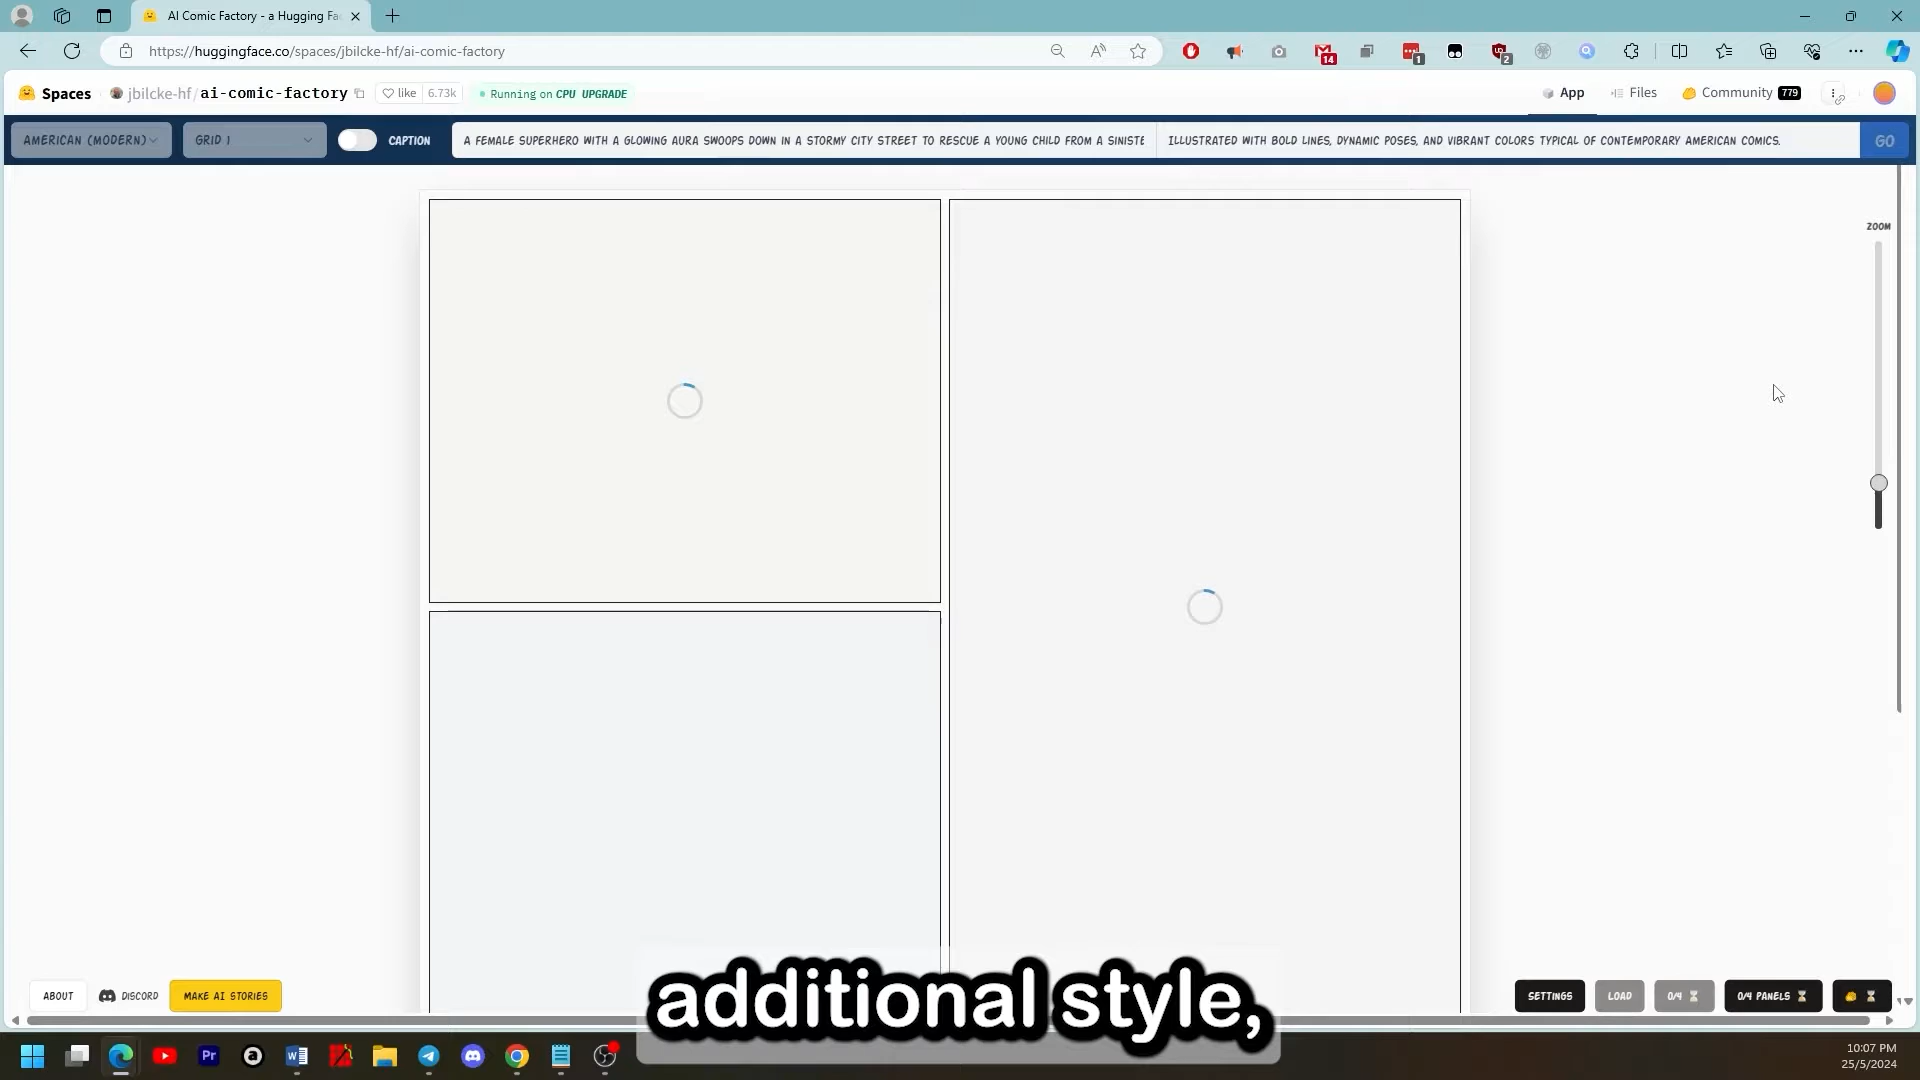 AI Comic Factory - a Hugging Fa
https://huggingface.co/spaces/jbilcke-hf/ai-comic-factory
14
1
2
Spaces
jbilcke-hf/ai-comic-factory
like 6.73k
Running on CPU UPGRADE
App
Files
Community 779
AMERICAN (MODERN)
GRID 1
CAPTION
A FEMALE SUPERHERO WITH A GLOWING AURA SWOOPS DOWN IN A STORMY CITY STREET TO RESCUE A YOUNG CHILD FROM A SINISTE
ILLUSTRATED WITH BOLD LINES, DYNAMIC POSES, AND VIBRANT COLORS TYPICAL OF CONTEMPORARY AMERICAN COMICS.
GO
ZOOM
ABOUT
DISCORD
MAKE AI STORIES
additional style,
SETTINGS
LOAD
0/4
0/4 PANELS
Pr
a
10:07 PM
25/5/2024